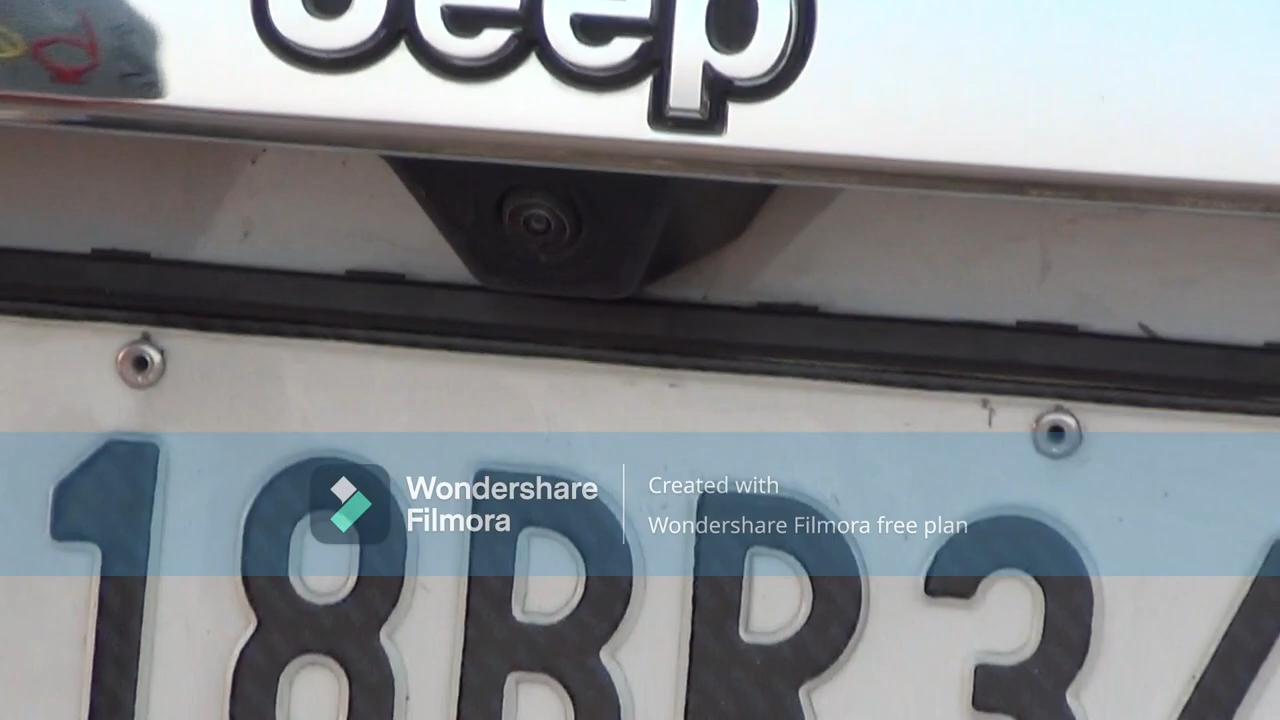 Jeep
Wondershare
Filmora
Created with
Wondershare Filmora free plan
18BR3